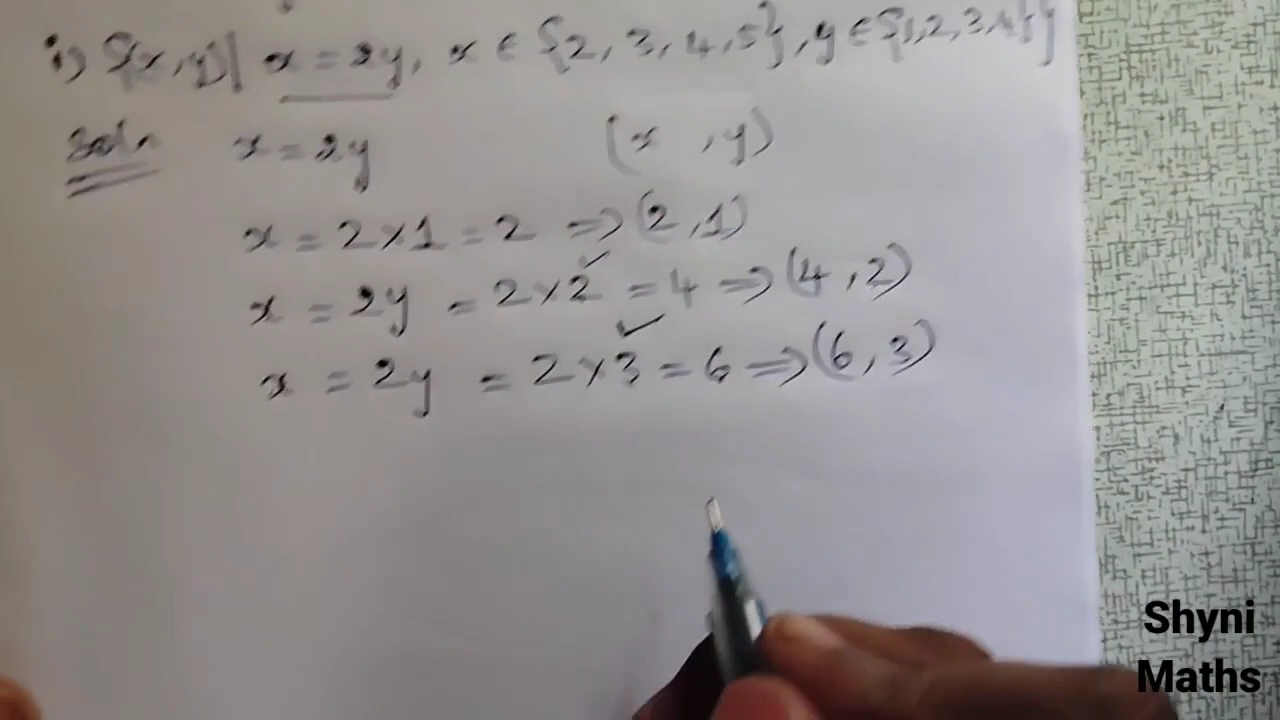 i) {(x,y)| x = 2y, x ∈ {2, 3, 4, 5}, y ∈ {1,2,3,4}}
Soln x = 2y (x , y)
x = 2×1 = 2 ⇒ (2,1)
x = 2y = 2×2 = 4 ⇒ (4,2)
x = 2y = 2×3 = 6 ⇒ (6,3)
Shyni
Maths